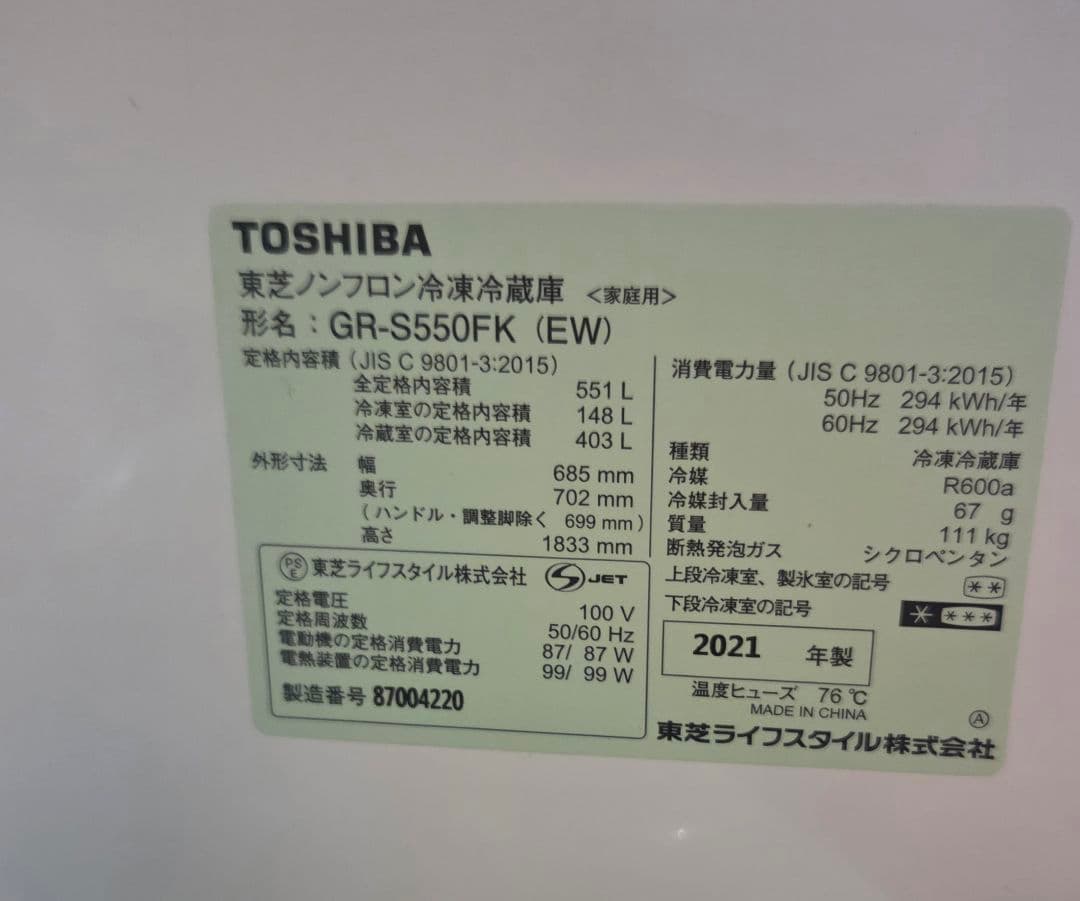 TOSHIBA
東芝ノンフロン冷凍冷蔵庫 <家庭用>
形名：GR-S550FK (EW)
定格内容積 (JIS C 9801-3:2015)
全定格内容積 551 L
冷凍室の定格内容積 148 L
冷蔵室の定格内容積 403 L
外形寸法 幅 685 mm
奥行 702 mm
(ハンドル・調整脚除く 699 mm)
高さ 1833 mm
PSE 東芝ライフスタイル株式会社 JET
定格電圧 100 V
定格周波数 50/60 Hz
電動機の定格消費電力 87/ 87 W
電熱装置の定格消費電力 99/ 99 W
製造番号 87004220
消費電力量 (JIS C 9801-3:2015)
50Hz 294 kWh/年
60Hz 294 kWh/年
種類 冷凍冷蔵庫
冷媒 R600a
冷媒封入量 67 g
質量 111 kg
断熱発泡ガス シクロペンタン
上段冷凍室、製氷室の記号 **
下段冷凍室の記号 * ***
2021 年製
温度ヒューズ 76℃
MADE IN CHINA
Ⓐ
東芝ライフスタイル株式会社